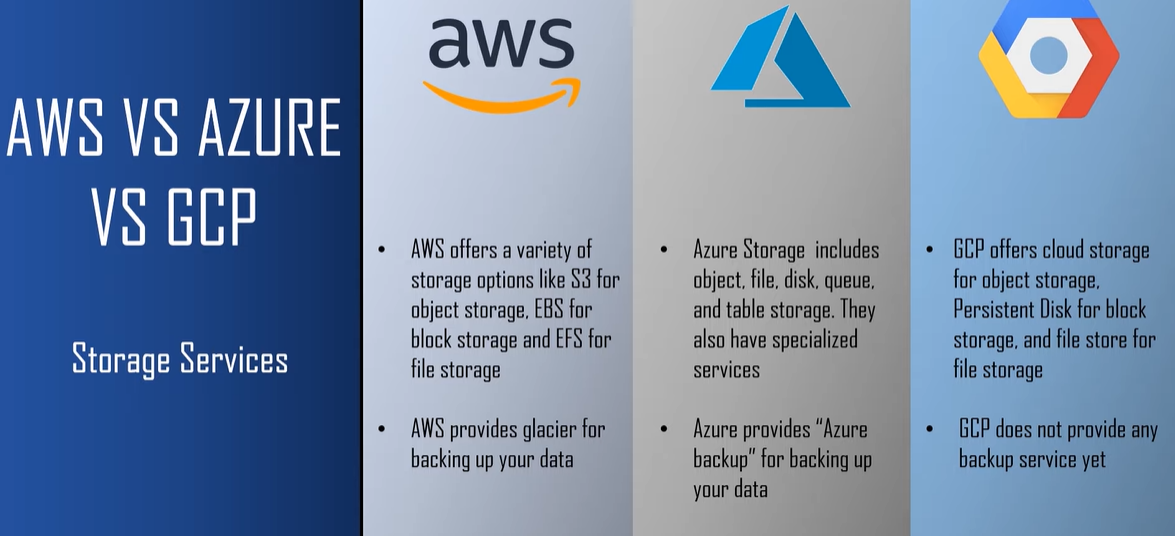 AWS VS AZURE
VS GCP
Storage Services
aws
• AWS offers a variety of
storage options like S3 for
object storage, EBS for
block storage and EFS for
file storage
• AWS provides glacier for
backing up your data
• Azure Storage includes
object, file, disk, queue,
and table storage. They
also have specialized
services
• Azure provides “Azure
backup” for backing up
your data
• GCP offers cloud storage
for object storage,
Persistent Disk for block
storage, and file store for
file storage
• GCP does not provide any
backup service yet